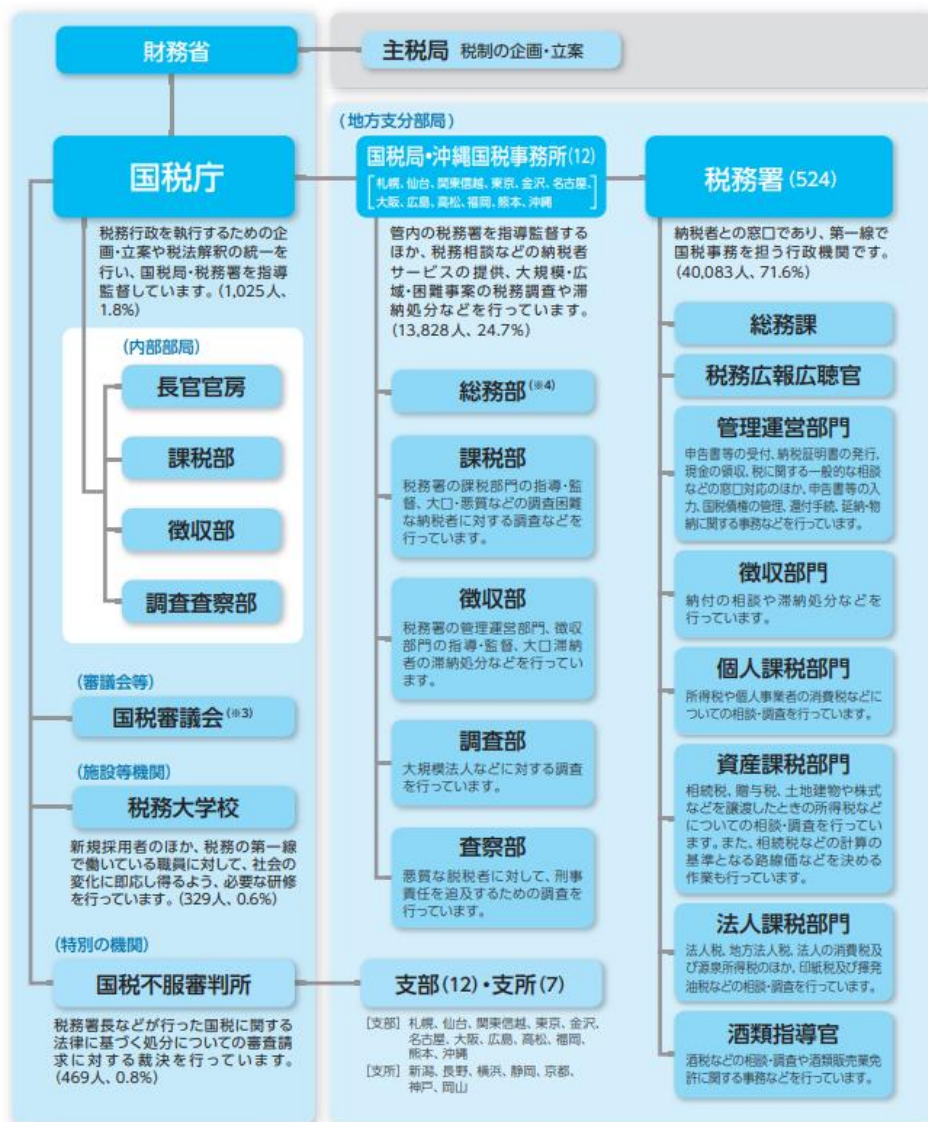 財務省
主税局 税制の企画・立案
国税庁
税務行政を執行するための企
画・立案や税法解釈の統一を
行い、国税局・税務署を指導
監督しています。(1,025人、
1.8%)
(内部部局)
長官官房
課税部
徴収部
調査査察部
(審議会等)
国税審議会(※3)
(施設等機関)
税務大学校
新規採用者のほか、税務の第一線
で働いている職員に対して、社会の
変化に即応し得るよう、必要な研修
を行っています。(329人、0.6%)
(特別の機関)
国税不服審判所
税務署長などが行った国税に関する
法律に基づく処分についての審査請
求に対する裁決を行っています。
(469人、0.8%)
(地方支分部局)
国税局・沖縄国税事務所(12)
[札幌、仙台、関東信越、東京、金沢、名古屋、
大阪、広島、高松、福岡、熊本、沖縄]
管内の税務署を指導監督する
ほか、税務相談などの納税者
サービスの提供、大規模・広
域・困難事案の税務調査や滞
納処分などを行っています。
(13,828人、24.7%)
総務部(※4)
課税部
税務署の課税部門の指導・監
督、大口・悪質などの調査困難
な納税者に対する調査などを
行っています。
徴収部
税務署の管理運営部門、徴収
部門の指導・監督、大口滞納
者の滞納処分などを行ってい
ます。
調査部
大規模法人などに対する調査
を行っています。
査察部
悪質な脱税者に対して、刑事
責任を追及するための調査を
行っています。
支部(12)・支所(7)
[支部] 札幌、仙台、関東信越、東京、金沢、
名古屋、大阪、広島、高松、福岡、
熊本、沖縄
[支所] 新潟、長野、横浜、静岡、京都、
神戸、岡山
税務署(524)
納税者との窓口であり、第一線で
国税事務を担う行政機関です。
(40,083人、71.6%)
総務課
税務広報広聴官
管理運営部門
申告書等の受付、納税証明書の発行、
現金の領収、税に関する一般的な相談
などの窓口対応のほか、申告書等の入
力、国税債権の管理、還付手続、延納・物
納に関する事務などを行っています。
徴収部門
納付の相談や滞納処分などを
行っています。
個人課税部門
所得税や個人事業者の消費税などに
ついての相談・調査を行っています。
資産課税部門
相続税、贈与税、土地建物や株式
などを譲渡したときの所得税など
についての相談・調査を行ってい
ます。また、相続税などの計算の
基準となる路線価などを決める
作業も行っています。
法人課税部門
法人税、地方法人税、法人の消費税及
び源泉所得税のほか、印紙税及び揮発
油税などの相談・調査を行っています。
酒類指導官
酒税などの相談・調査や酒類販売業免
許に関する事務などを行っています。